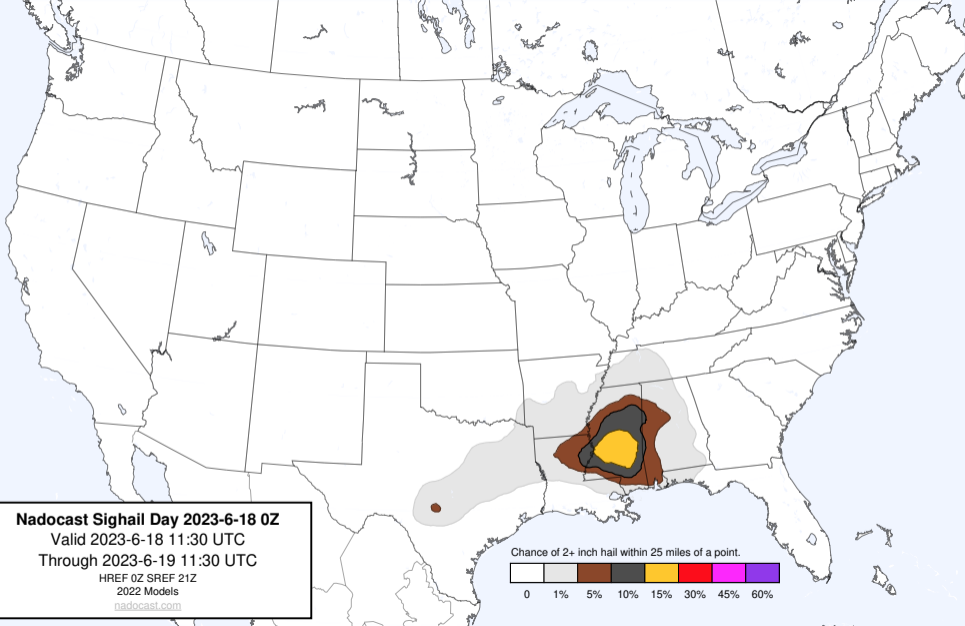 Nadocast Sighail Day 2023-6-18 0Z
Valid 2023-6-18 11:30 UTC
Through 2023-6-19 11:30 UTC
HREF 0Z SREF 21Z
2022 Models
nadocast.com
Chance of 2+ inch hail within 25 miles of a point.
0 1% 5% 10% 15% 30% 45% 60%